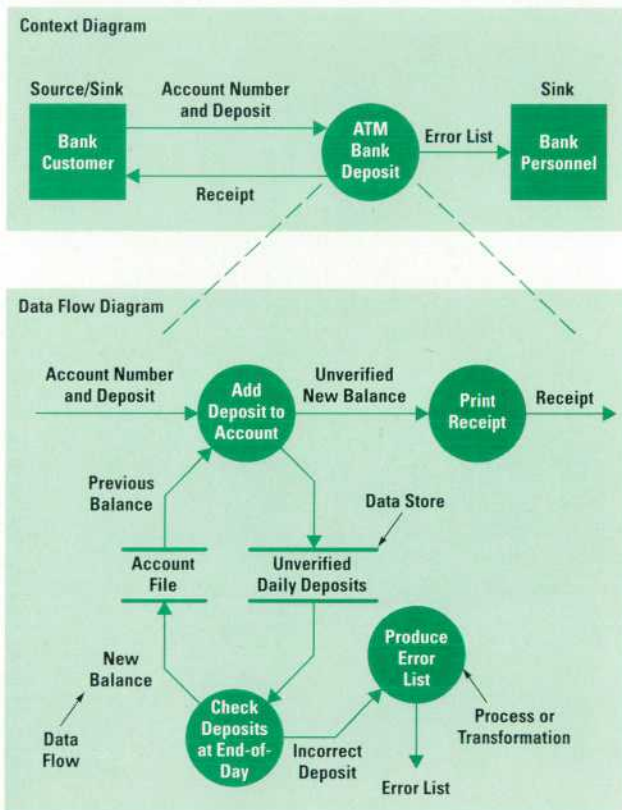 Context Diagram
Source/Sink
Account Number
and Deposit
Sink
Bank
Customer
ATM
Bank
Deposit
Error List
Bank
Personnel
Receipt
Data Flow Diagram
Account Number
and Deposit
Add
Deposit to
Account
Unverified
New Balance
Print
Receipt
Receipt
Previous
Balance
Data Store
Account
File
Unverified
Daily Deposits
Produce
Error
List
New
Balance
Check
Deposits
at End-of-
Day
Process or
Transformation
Data
Flow
Incorrect
Deposit
Error List